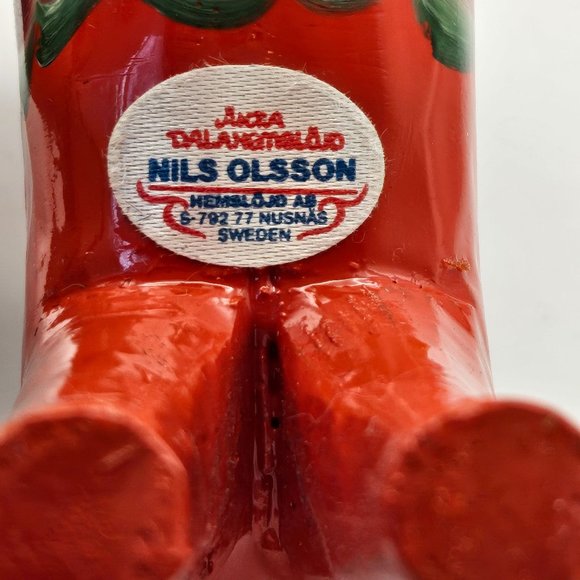 Äkta
DALAHEMSLÖJD
NILS OLSSON
HEMSLÖJD AB
S-792 77 NUSNÄS
SWEDEN